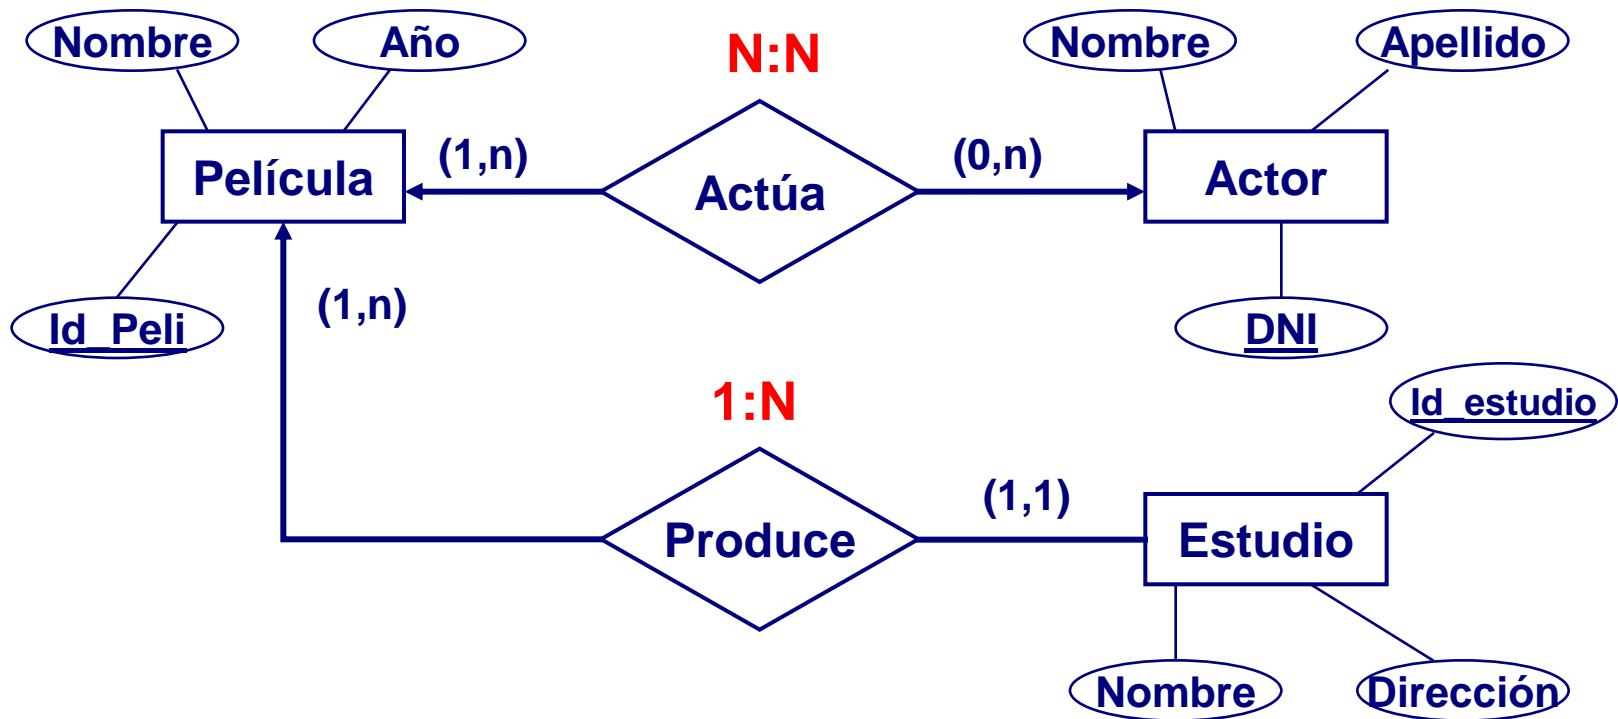 Nombre
Año
N:N
Nombre
Apellido
Película
(1,n)
Actúa
(0,n)
Actor
Id_Peli
(1,n)
DNI
1:N
Id_estudio
Produce
(1,1)
Estudio
Nombre
Dirección